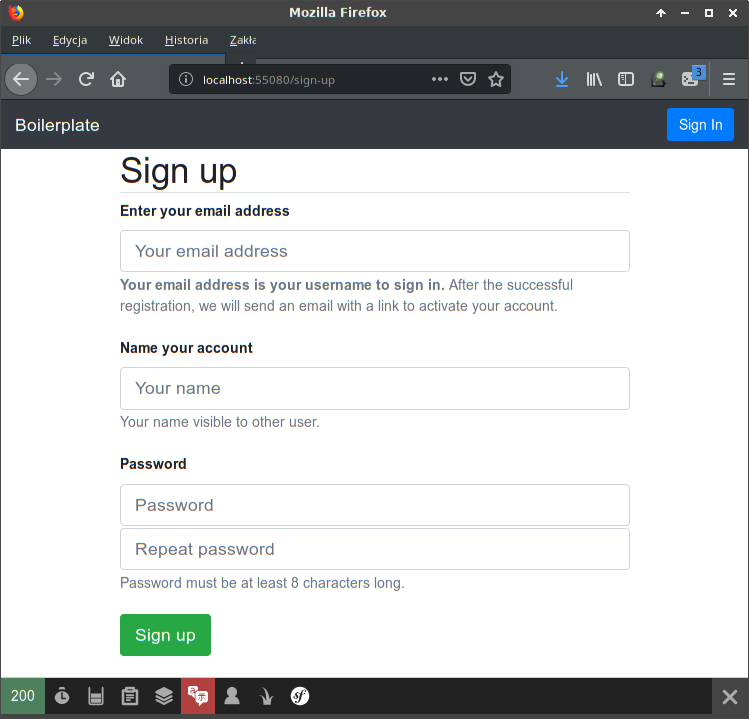 Mozilla Firefox
Plik Edycja Widok Historia Zakła
localhost:55080/sign-up
3
Boilerplate
Sign In
Sign up
Enter your email address
Your email address
Your email address is your username to sign in. After the successful
registration, we will send an email with a link to activate your account.
Name your account
Your name
Your name visible to other user.
Password
Password
Repeat password
Password must be at least 8 characters long.
Sign up
200
sf